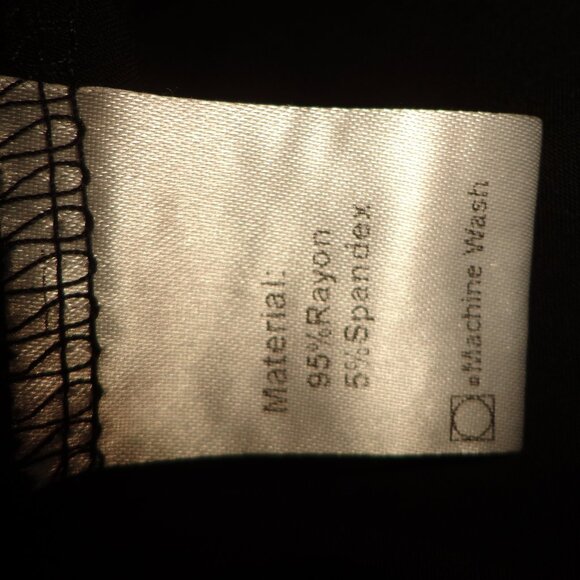 Material:
95%Rayon
5%Spandex
●Machine Wash